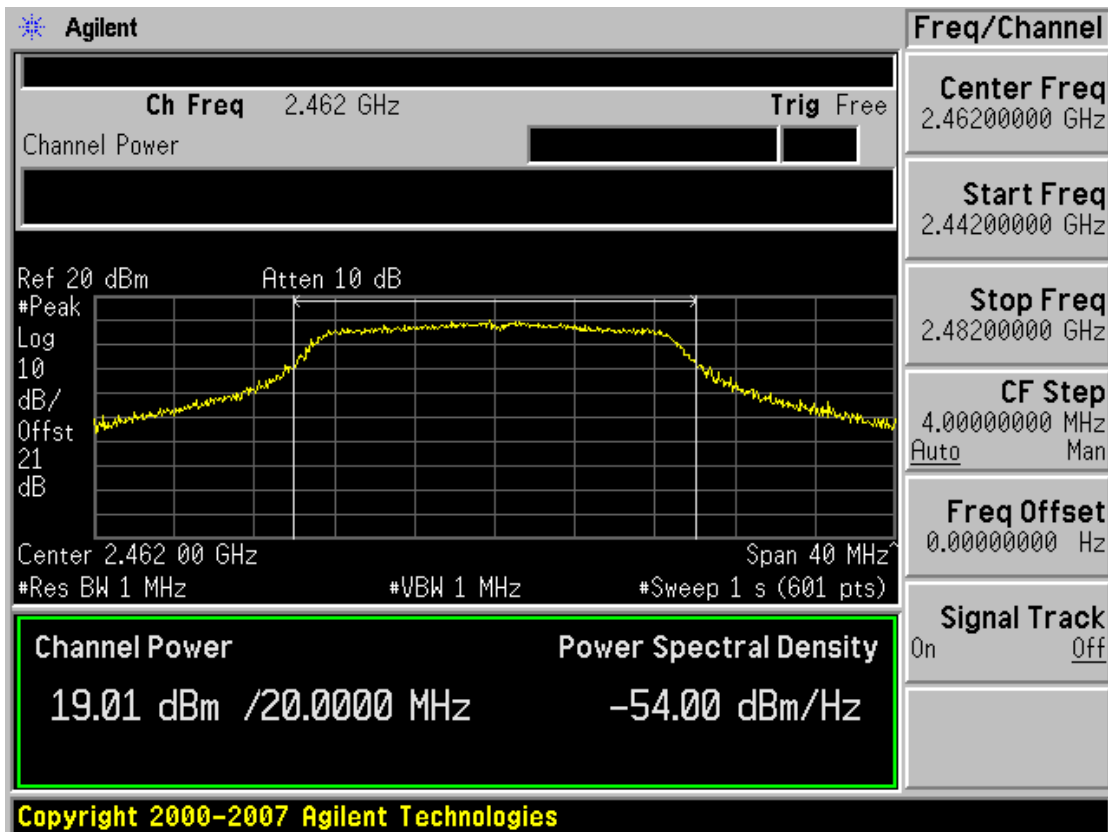 Agilent
Ch Freq 2.462 GHz Trig Free
Channel Power
Ref 20 dBm Atten 10 dB
#Peak
Log
10
dB/
Offst
21
dB
Center 2.462 00 GHz Span 40 MHz^
#Res BW 1 MHz #VBW 1 MHz #Sweep 1 s (601 pts)
Channel Power Power Spectral Density
19.01 dBm /20.0000 MHz -54.00 dBm/Hz
Copyright 2000-2007 Agilent Technologies
Freq/Channel
Center Freq
2.46200000 GHz
Start Freq
2.44200000 GHz
Stop Freq
2.48200000 GHz
CF Step
4.00000000 MHz
Auto Man
Freq Offset
0.00000000 Hz
Signal Track
On Off